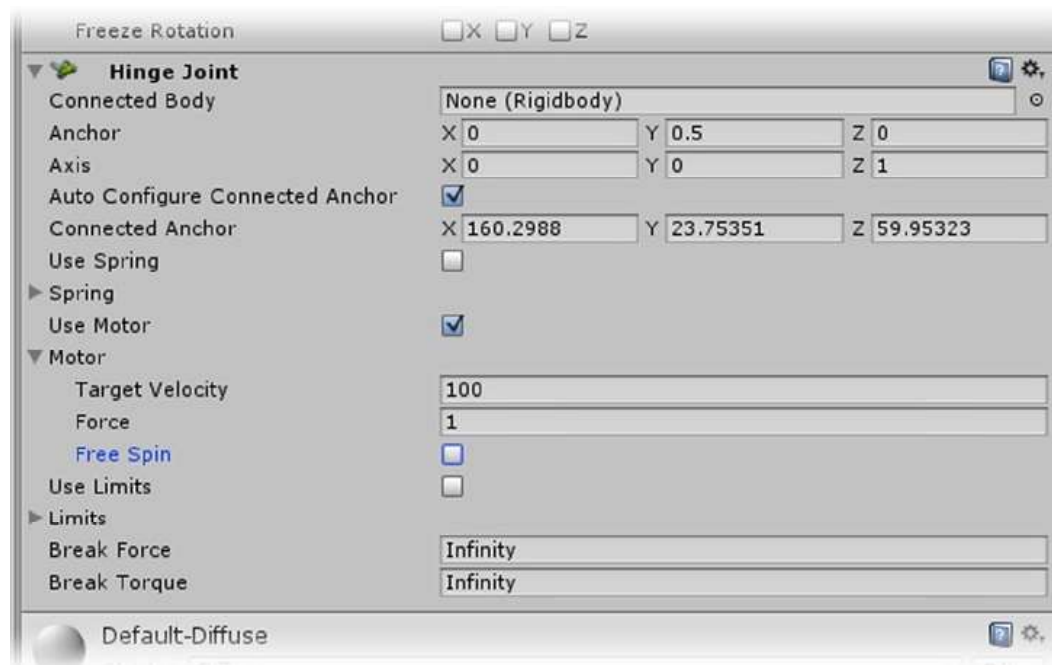 Freeze Rotation X Y Z
Hinge Joint
Connected Body None (Rigidbody)
Anchor X 0 Y 0.5 Z 0
Axis X 0 Y 0 Z 1
Auto Configure Connected Anchor
Connected Anchor X 160.2988 Y 23.75351 Z 59.95323
Use Spring
Spring
Use Motor
Motor
Target Velocity 100
Force 1
Free Spin
Use Limits
Limits
Break Force Infinity
Break Torque Infinity
Default-Diffuse